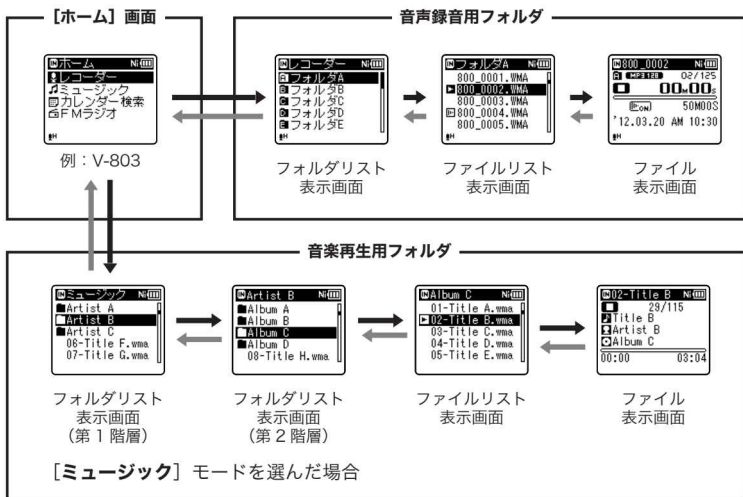 ［ホーム］画面
ホーム Ni
レコーダー
ミュージック
カレンダー検索
FMラジオ
H
例：V-803
音声録音用フォルダ
レコーダー Ni
フォルダA
フォルダB
フォルダC
フォルダD
フォルダE
H
フォルダリスト
表示画面
フォルダA Ni
800_0001.WMA
800_0002.WMA
800_0003.WMA
800_0004.WMA
800_0005.WMA
ファイルリスト
表示画面
800_0002 Ni
A MP3 128 02/125
00M00S
ON 50M00S
'12.03.20 AM 10:30
H
ファイル
表示画面
音楽再生用フォルダ
ミュージック Ni
Artist A
Artist B
Artist C
06-Title F.wma
07-Title G.wma
フォルダリスト
表示画面
（第 1 階層）
Artist B Ni
Album A
Album B
Album C
Album D
08-Title H.wma
フォルダリスト
表示画面
（第 2 階層）
Album C Ni
01-Title A.wma
02-Title B.wma
03-Title C.wma
04-Title D.wma
05-Title E.wma
ファイルリスト
表示画面
02-Title B Ni
29/115
Title B
Artist B
Album C
00:00 03:04
ファイル
表示画面
［ミュージック］モードを選んだ場合